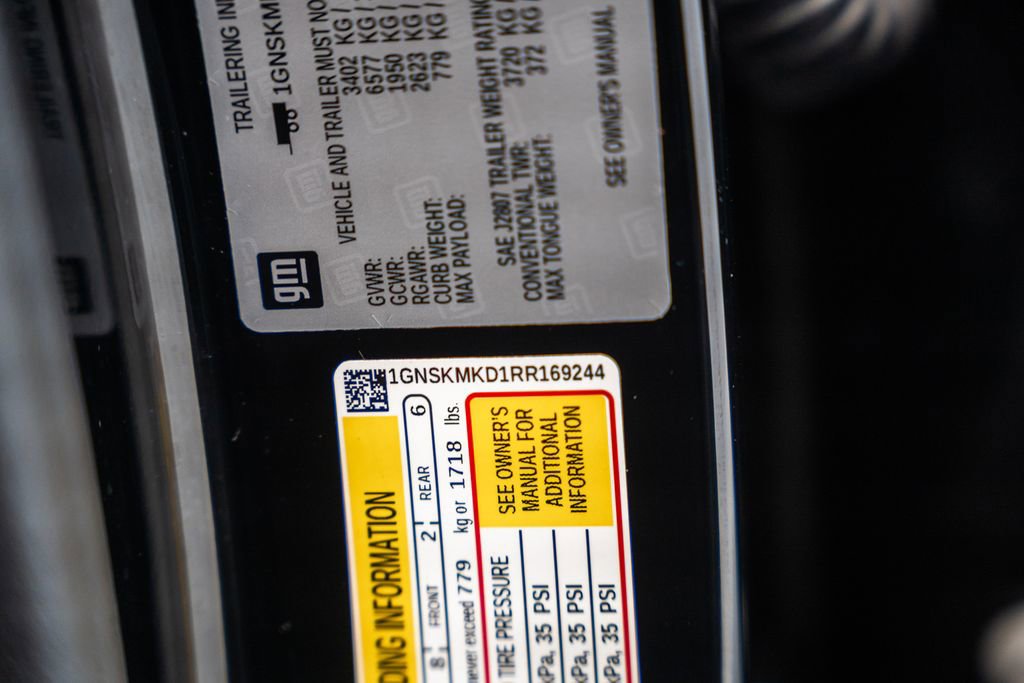 TRAILERING
1GNSKM
VEHICLE AND TRAILER MUST NO
gm
GVWR: 3402 KG /
GCWR: 6577 KG /
RGAWR: 1950 KG /
CURB WEIGHT: 2623 KG /
MAX PAYLOAD: 779 KG /
SAE J2807 TRAILER WEIGHT RATING
CONVENTIONAL TWR: 3720 KG /
MAX TONGUE WEIGHT: 372 KG
SEE OWNER'S MANUAL
1GNSKMKD1RR169244
DING INFORMATION
8 FRONT 2 REAR 6
never exceed 779 kg or 1718 lbs.
TIRE PRESSURE
SEE OWNER'S
MANUAL FOR
ADDITIONAL
INFORMATION
kPa, 35 PSI
kPa, 35 PSI
kPa, 35 PSI